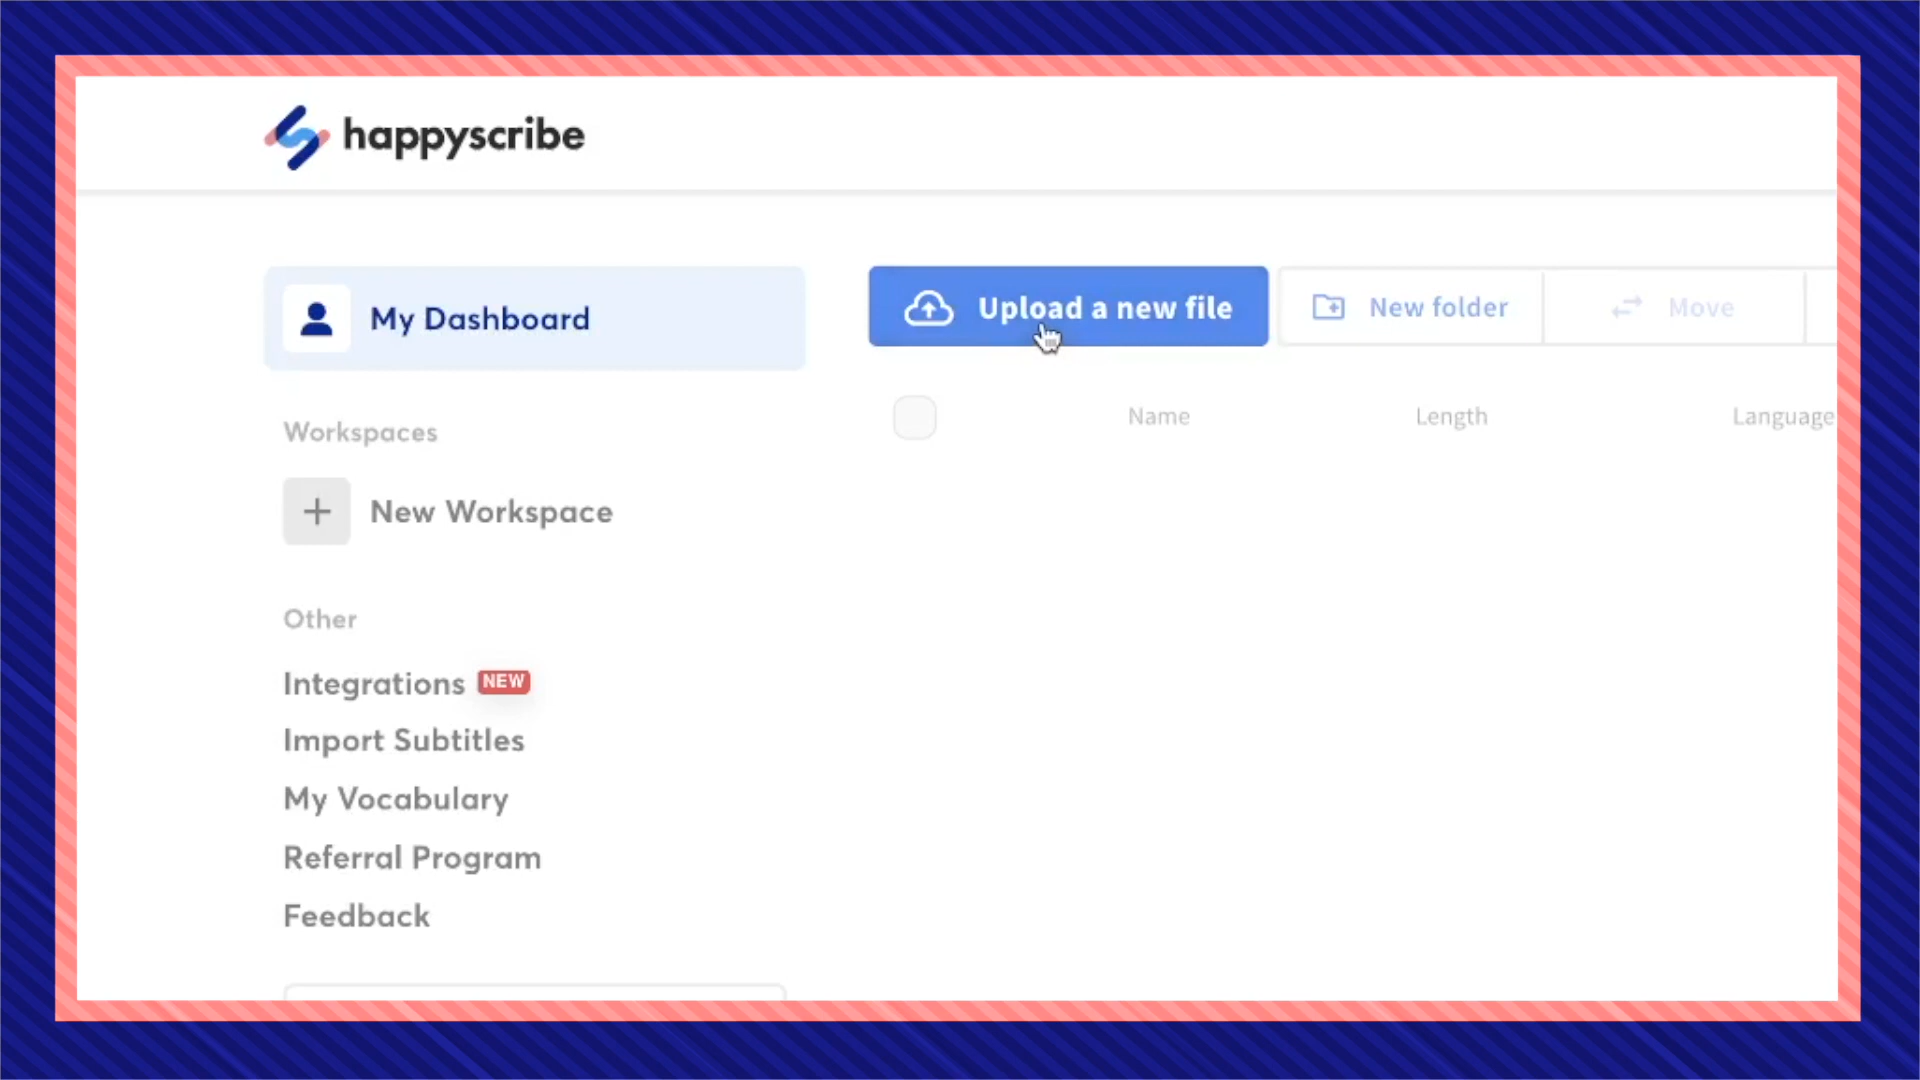 happyscribe
My Dashboard
Upload a new file
New folder
Move
Workspaces
Name
Length
Language
New Workspace
Other
Integrations NEW
Import Subtitles
My Vocabulary
Referral Program
Feedback